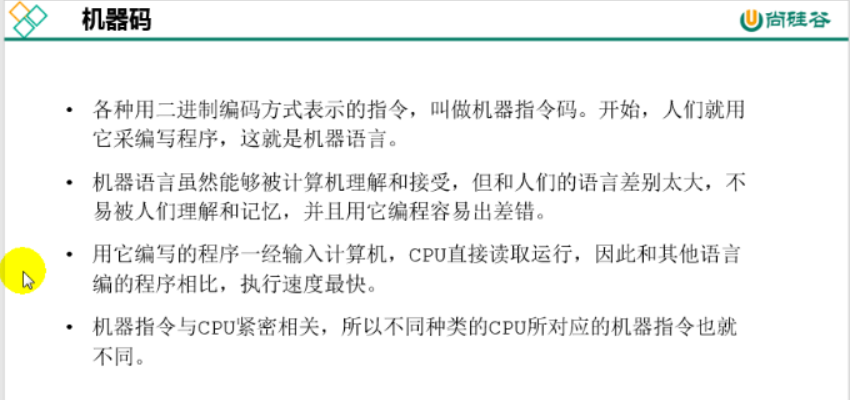 机器码
尚硅谷
• 各种用二进制编码方式表示的指令，叫做机器指令码。开始，人们就用
它采编写程序，这就是机器语言。
• 机器语言虽然能够被计算机理解和接受，但和人们的语言差别太大，不
易被人们理解和记忆，并且用它编程容易出差错。
• 用它编写的程序一经输入计算机，CPU直接读取运行，因此和其他语言
编的程序相比，执行速度最快。
• 机器指令与CPU紧密相关，所以不同种类的CPU所对应的机器指令也就
不同。